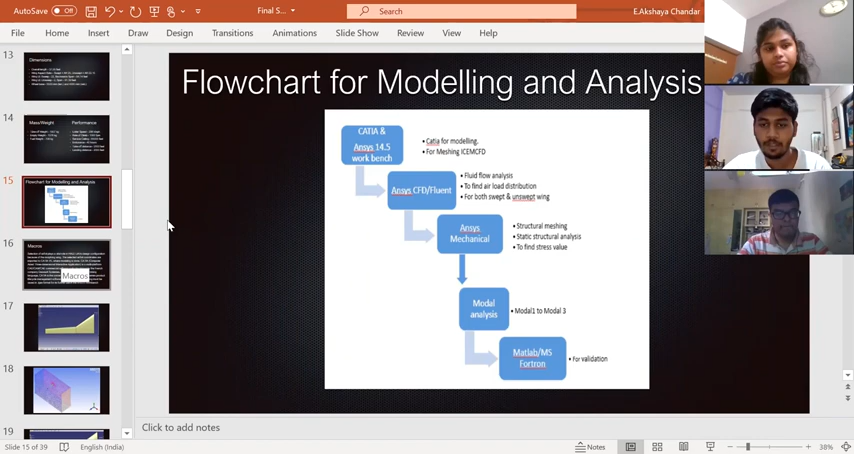 AutoSave
Off
Final S...
Search
E.Akshaya Chandar
File
Home
Insert
Draw
Design
Transitions
Animations
Slide Show
Review
View
Help
13
Dimensions
14
Mass/Weight
Performance
15
Flowchart for Modelling and Analysis
16
Macros
Macros
17
18
19
Flowchart for Modelling and Analysis
CATIA &
Ansys 14.5
work bench
• Catia for modelling.
• For Meshing ICEMCFD
Ansys CFD/Fluent
• Fluid flow analysis
• To find air load distribution
• For both swept & unswept wing
Ansys
Mechanical
• Structural meshing
• Static structural analysis
• To find stress value
Modal
analysis
• Modal1 to Modal 3
Matlab/MS
Fortron
• For validation
Click to add notes
Slide 15 of 39
English (India)
Notes
38%